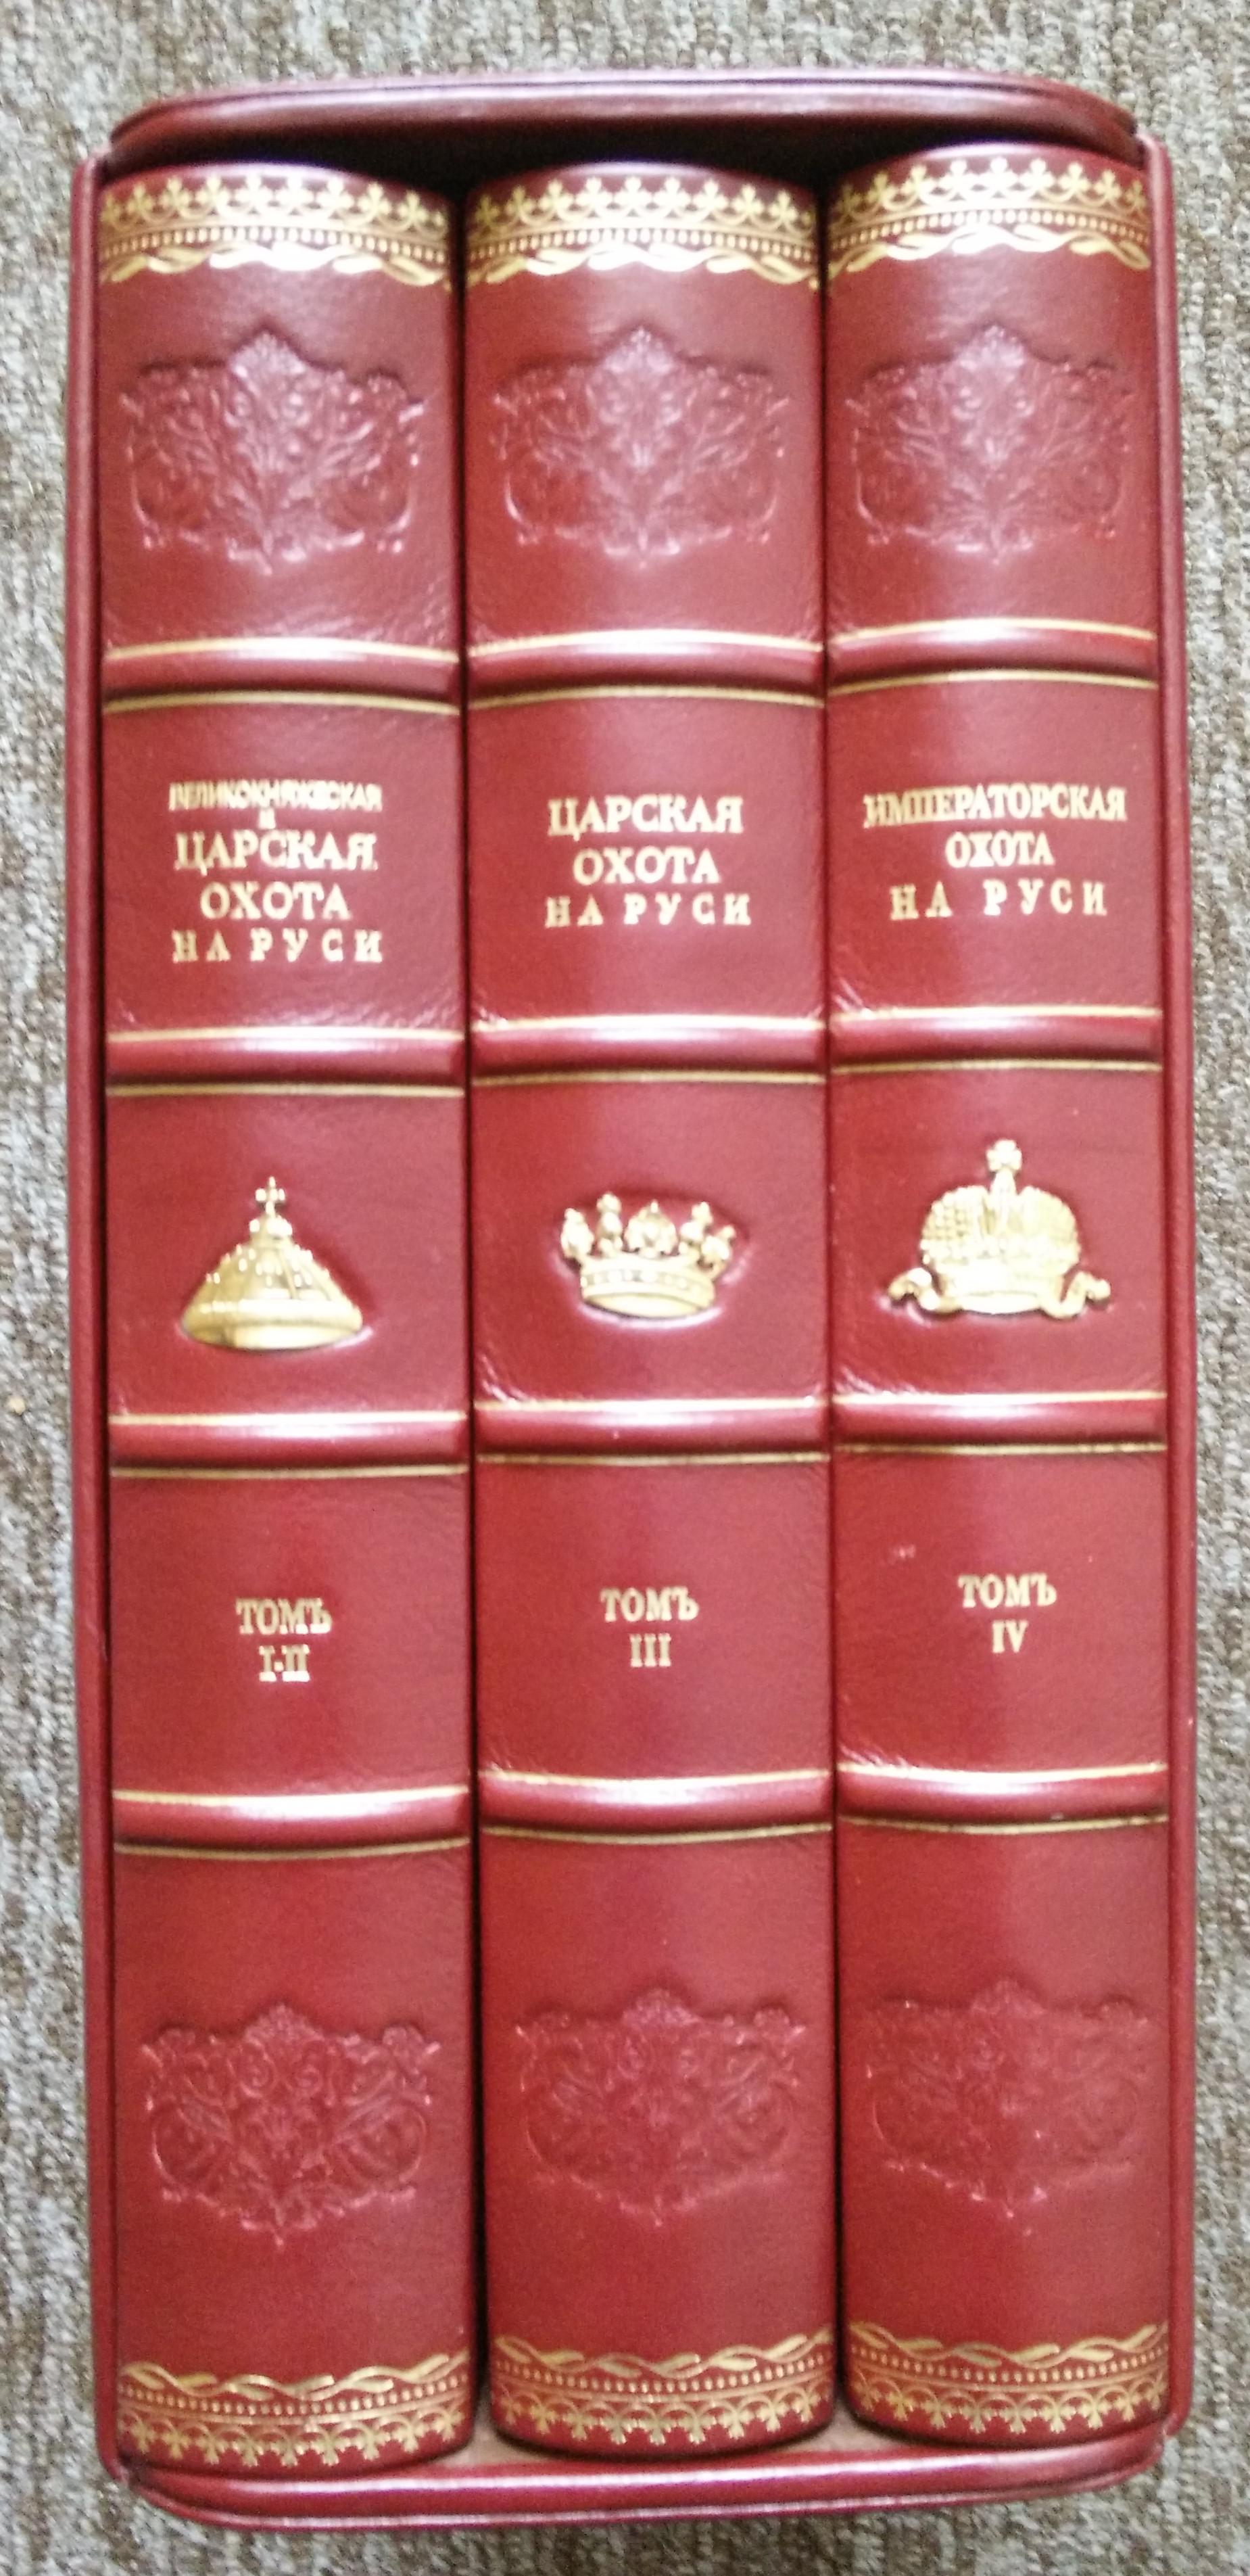 ВЕЛИКОКНЯЖЕСКАЯ
И
ЦАРСКАЯ
ОХОТА
НА РУСИ
ТОМЪ
I-II
ЦАРСКАЯ
ОХОТА
НА РУСИ
ТОМЪ
III
ИМПЕРАТОРСКАЯ
ОХОТА
НА РУСИ
ТОМЪ
IV